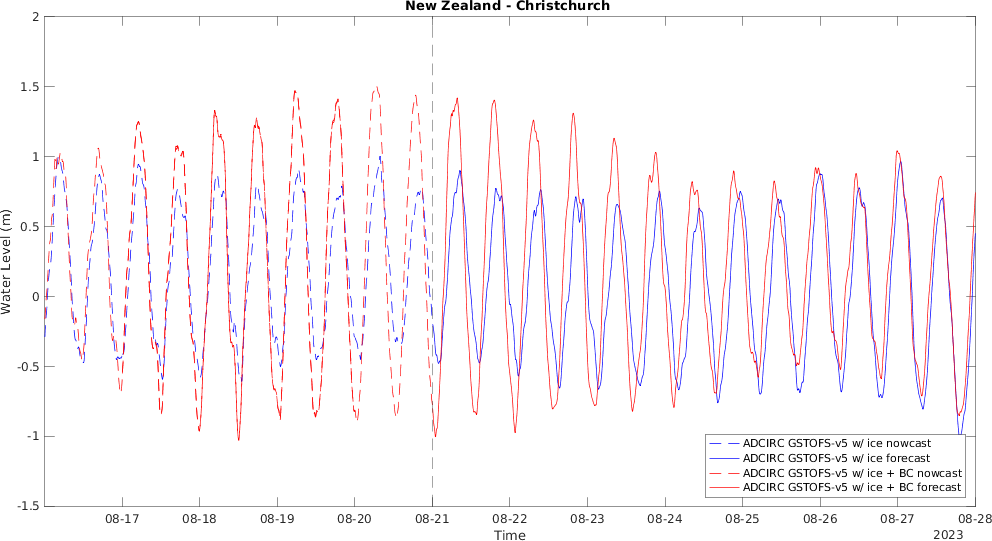 New Zealand - Christchurch
2
1.5
1
0.5
0
-0.5
-1
-1.5
Water Level (m)
ADCIRC GSTOFS-v5 w/ ice nowcast
ADCIRC GSTOFS-v5 w/ ice forecast
ADCIRC GSTOFS-v5 w/ ice + BC nowcast
ADCIRC GSTOFS-v5 w/ ice + BC forecast
08-17 08-18 08-19 08-20 08-21 08-22 08-23 08-24 08-25 08-26 08-27 08-28
Time
2023